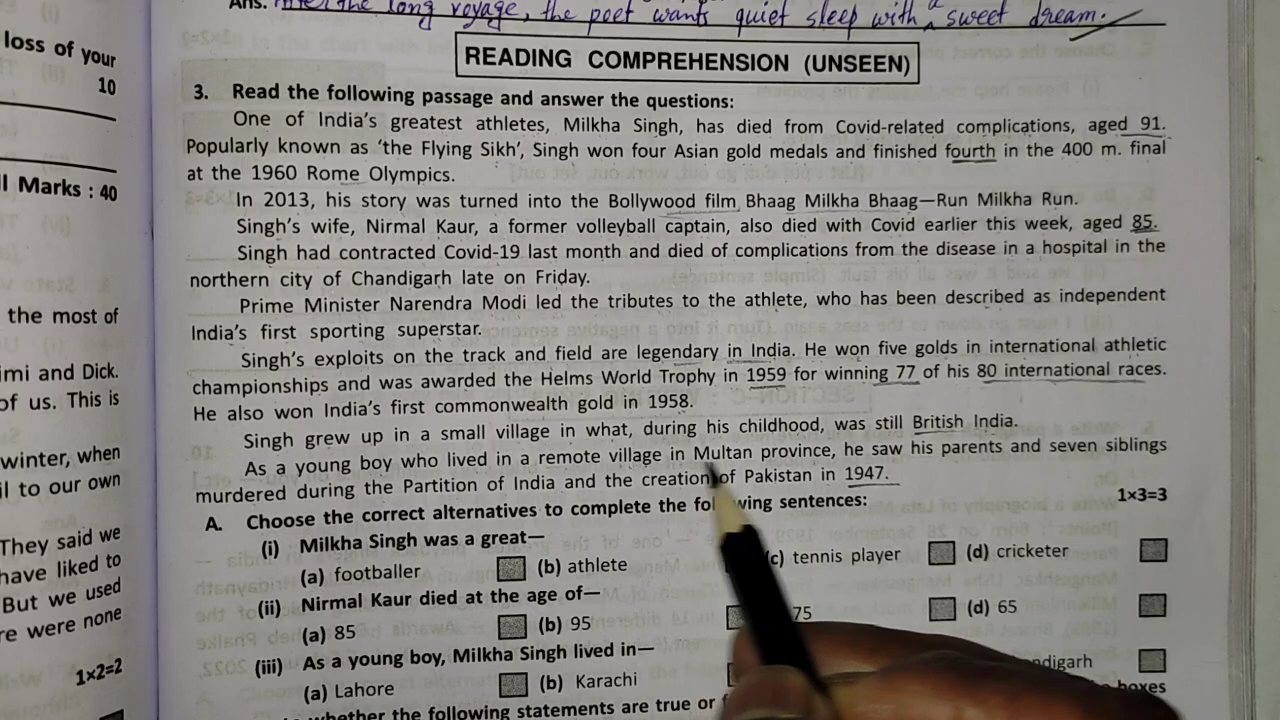 Ans. After the long voyage, the poet wants quiet sleep with a sweet dream.
READING COMPREHENSION (UNSEEN)
3. Read the following passage and answer the questions:
One of India's greatest athletes, Milkha Singh, has died from Covid-related complications, aged 91.
Popularly known as 'the Flying Sikh', Singh won four Asian gold medals and finished fourth in the 400 m. final
at the 1960 Rome Olympics.
In 2013, his story was turned into the Bollywood film Bhaag Milkha Bhaag—Run Milkha Run.
Singh's wife, Nirmal Kaur, a former volleyball captain, also died with Covid earlier this week, aged 85.
Singh had contracted Covid-19 last month and died of complications from the disease in a hospital in the
northern city of Chandigarh late on Friday.
Prime Minister Narendra Modi led the tributes to the athlete, who has been described as independent
India's first sporting superstar.
Singh's exploits on the track and field are legendary in India. He won five golds in international athletic
championships and was awarded the Helms World Trophy in 1959 for winning 77 of his 80 international races.
He also won India's first commonwealth gold in 1958.
Singh grew up in a small village in what, during his childhood, was still British India.
As a young boy who lived in a remote village in Multan province, he saw his parents and seven siblings
murdered during the Partition of India and the creation of Pakistan in 1947.
A. Choose the correct alternatives to complete the following sentences: 1×3=3
(i) Milkha Singh was a great—
(a) footballer (b) athlete (c) tennis player (d) cricketer
(ii) Nirmal Kaur died at the age of—
(a) 85 (b) 95 75 (d) 65
(iii) As a young boy, Milkha Singh lived in—
(a) Lahore (b) Karachi
whether the following statements are true or boxes
loss of your
10
Marks : 40
the most of
and Dick.
of us. This is
winter, when
to our own
They said we
have liked to
But we used
were none
1×2=2